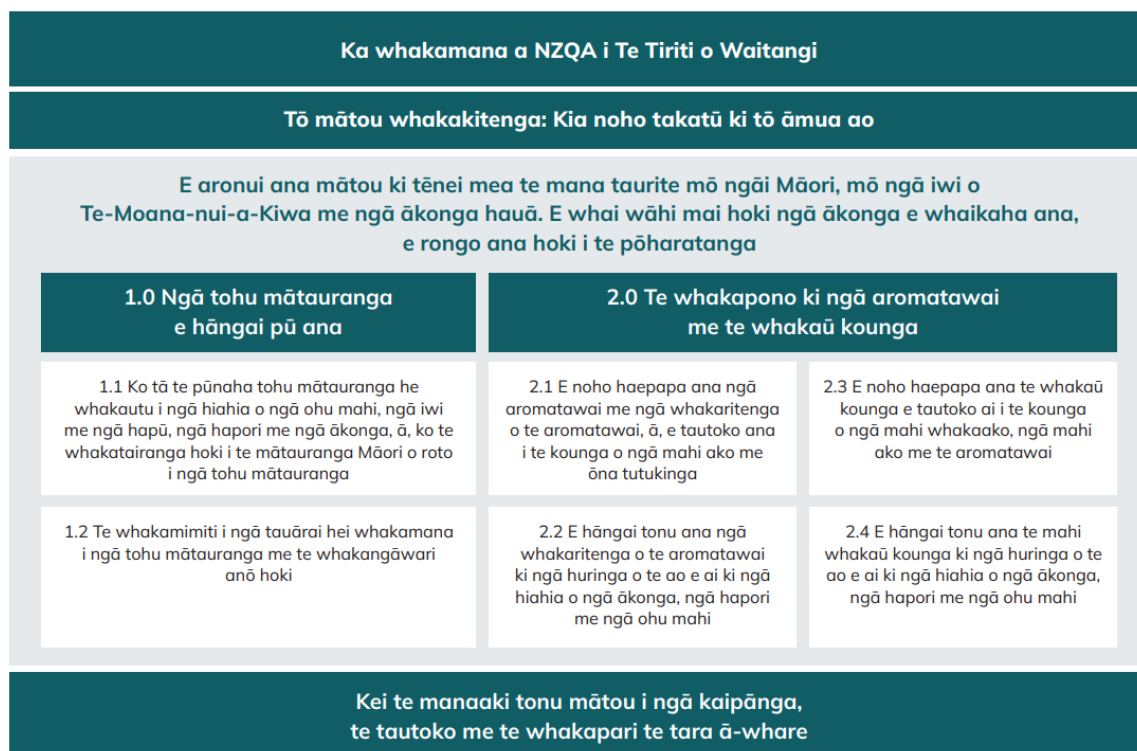 Ka whakamana a NZQA i Te Tiriti o Waitangi
Tō mātou whakakitenga: Kia noho takatū ki tō āmua ao
E aronui ana mātou ki tēnei mea te mana taurite mō ngāi Māori, mō ngā iwi o
Te-Moana-nui-a-Kiwa me ngā ākonga hauā. E whai wāhi mai hoki ngā ākonga e whaikaha ana,
e rongo ana hoki i te pōharatanga
1.0 Ngā tohu mātauranga
e hāngai pū ana
1.1 Ko tā te pūnaha tohu mātauranga he
whakautu i ngā hiahia o ngā ohu mahi, ngā iwi
me ngā hapū, ngā hapori me ngā ākonga, ā, ko te
whakatairanga hoki i te mātauranga Māori o roto
i ngā tohu mātauranga
1.2 Te whakamimiti i ngā tauārai hei whakamana
i ngā tohu mātauranga me te whakangāwari
anō hoki
2.0 Te whakapono ki ngā aromatawai
me te whakaū kounga
2.1 E noho haepapa ana ngā
aromatawai me ngā whakaritenga
o te aromatawai, ā, e tautoko ana
i te kounga o ngā mahi ako me
ōna tutukinga
2.2 E hāngai tonu ana ngā
whakaritenga o te aromatawai
ki ngā huringa o te ao e ai ki ngā
hiahia o ngā ākonga, ngā hapori
me ngā ohu mahi
2.3 E noho haepapa ana te whakaū
kounga e tautoko ai i te kounga
o ngā mahi whakaako, ngā mahi
ako me te aromatawai
2.4 E hāngai tonu ana te mahi
whakaū kounga ki ngā huringa o te
ao e ai ki ngā hiahia o ngā ākonga,
ngā hapori me ngā ohu mahi
Kei te manaaki tonu mātou i ngā kaipānga,
te tautoko me te whakapari te tara ā-whare